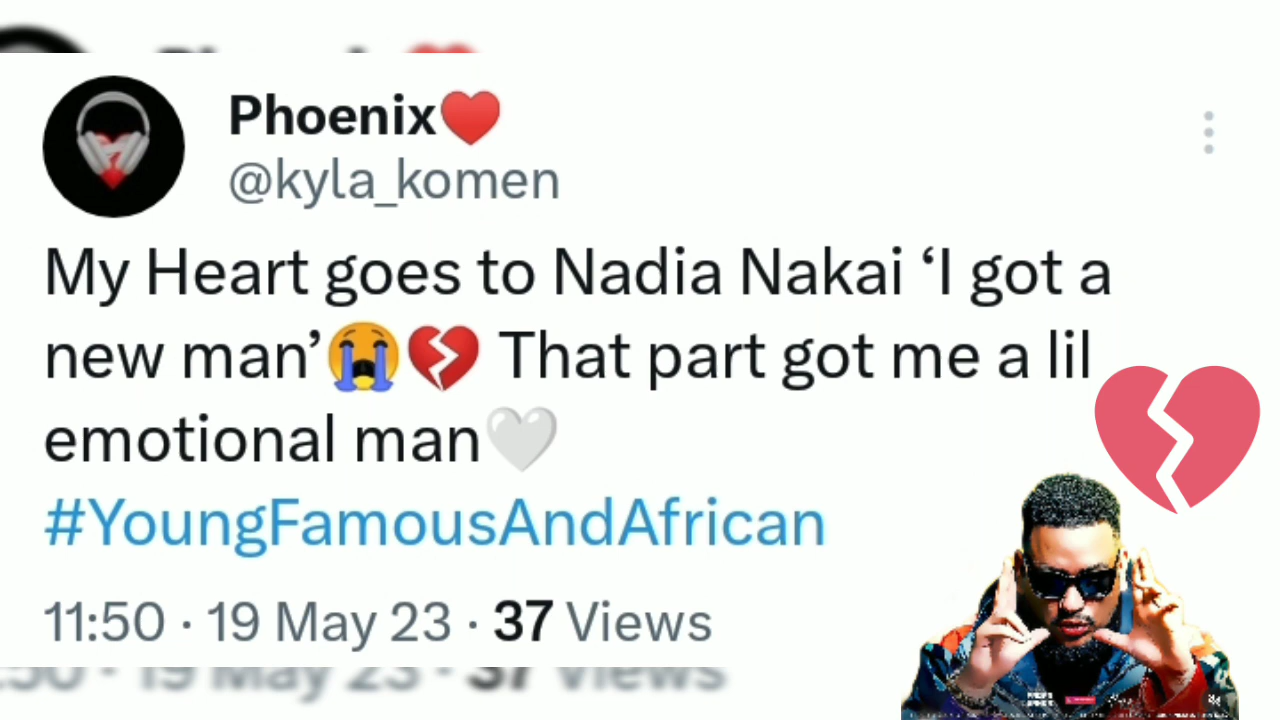 Phoenix♥️
@kyla_komen
My Heart goes to Nadia Nakai ‘I got a
new man’😭💔 That part got me a lil
emotional man🤍
#YoungFamousAndAfrican
11:50 · 19 May 23 · 37 Views